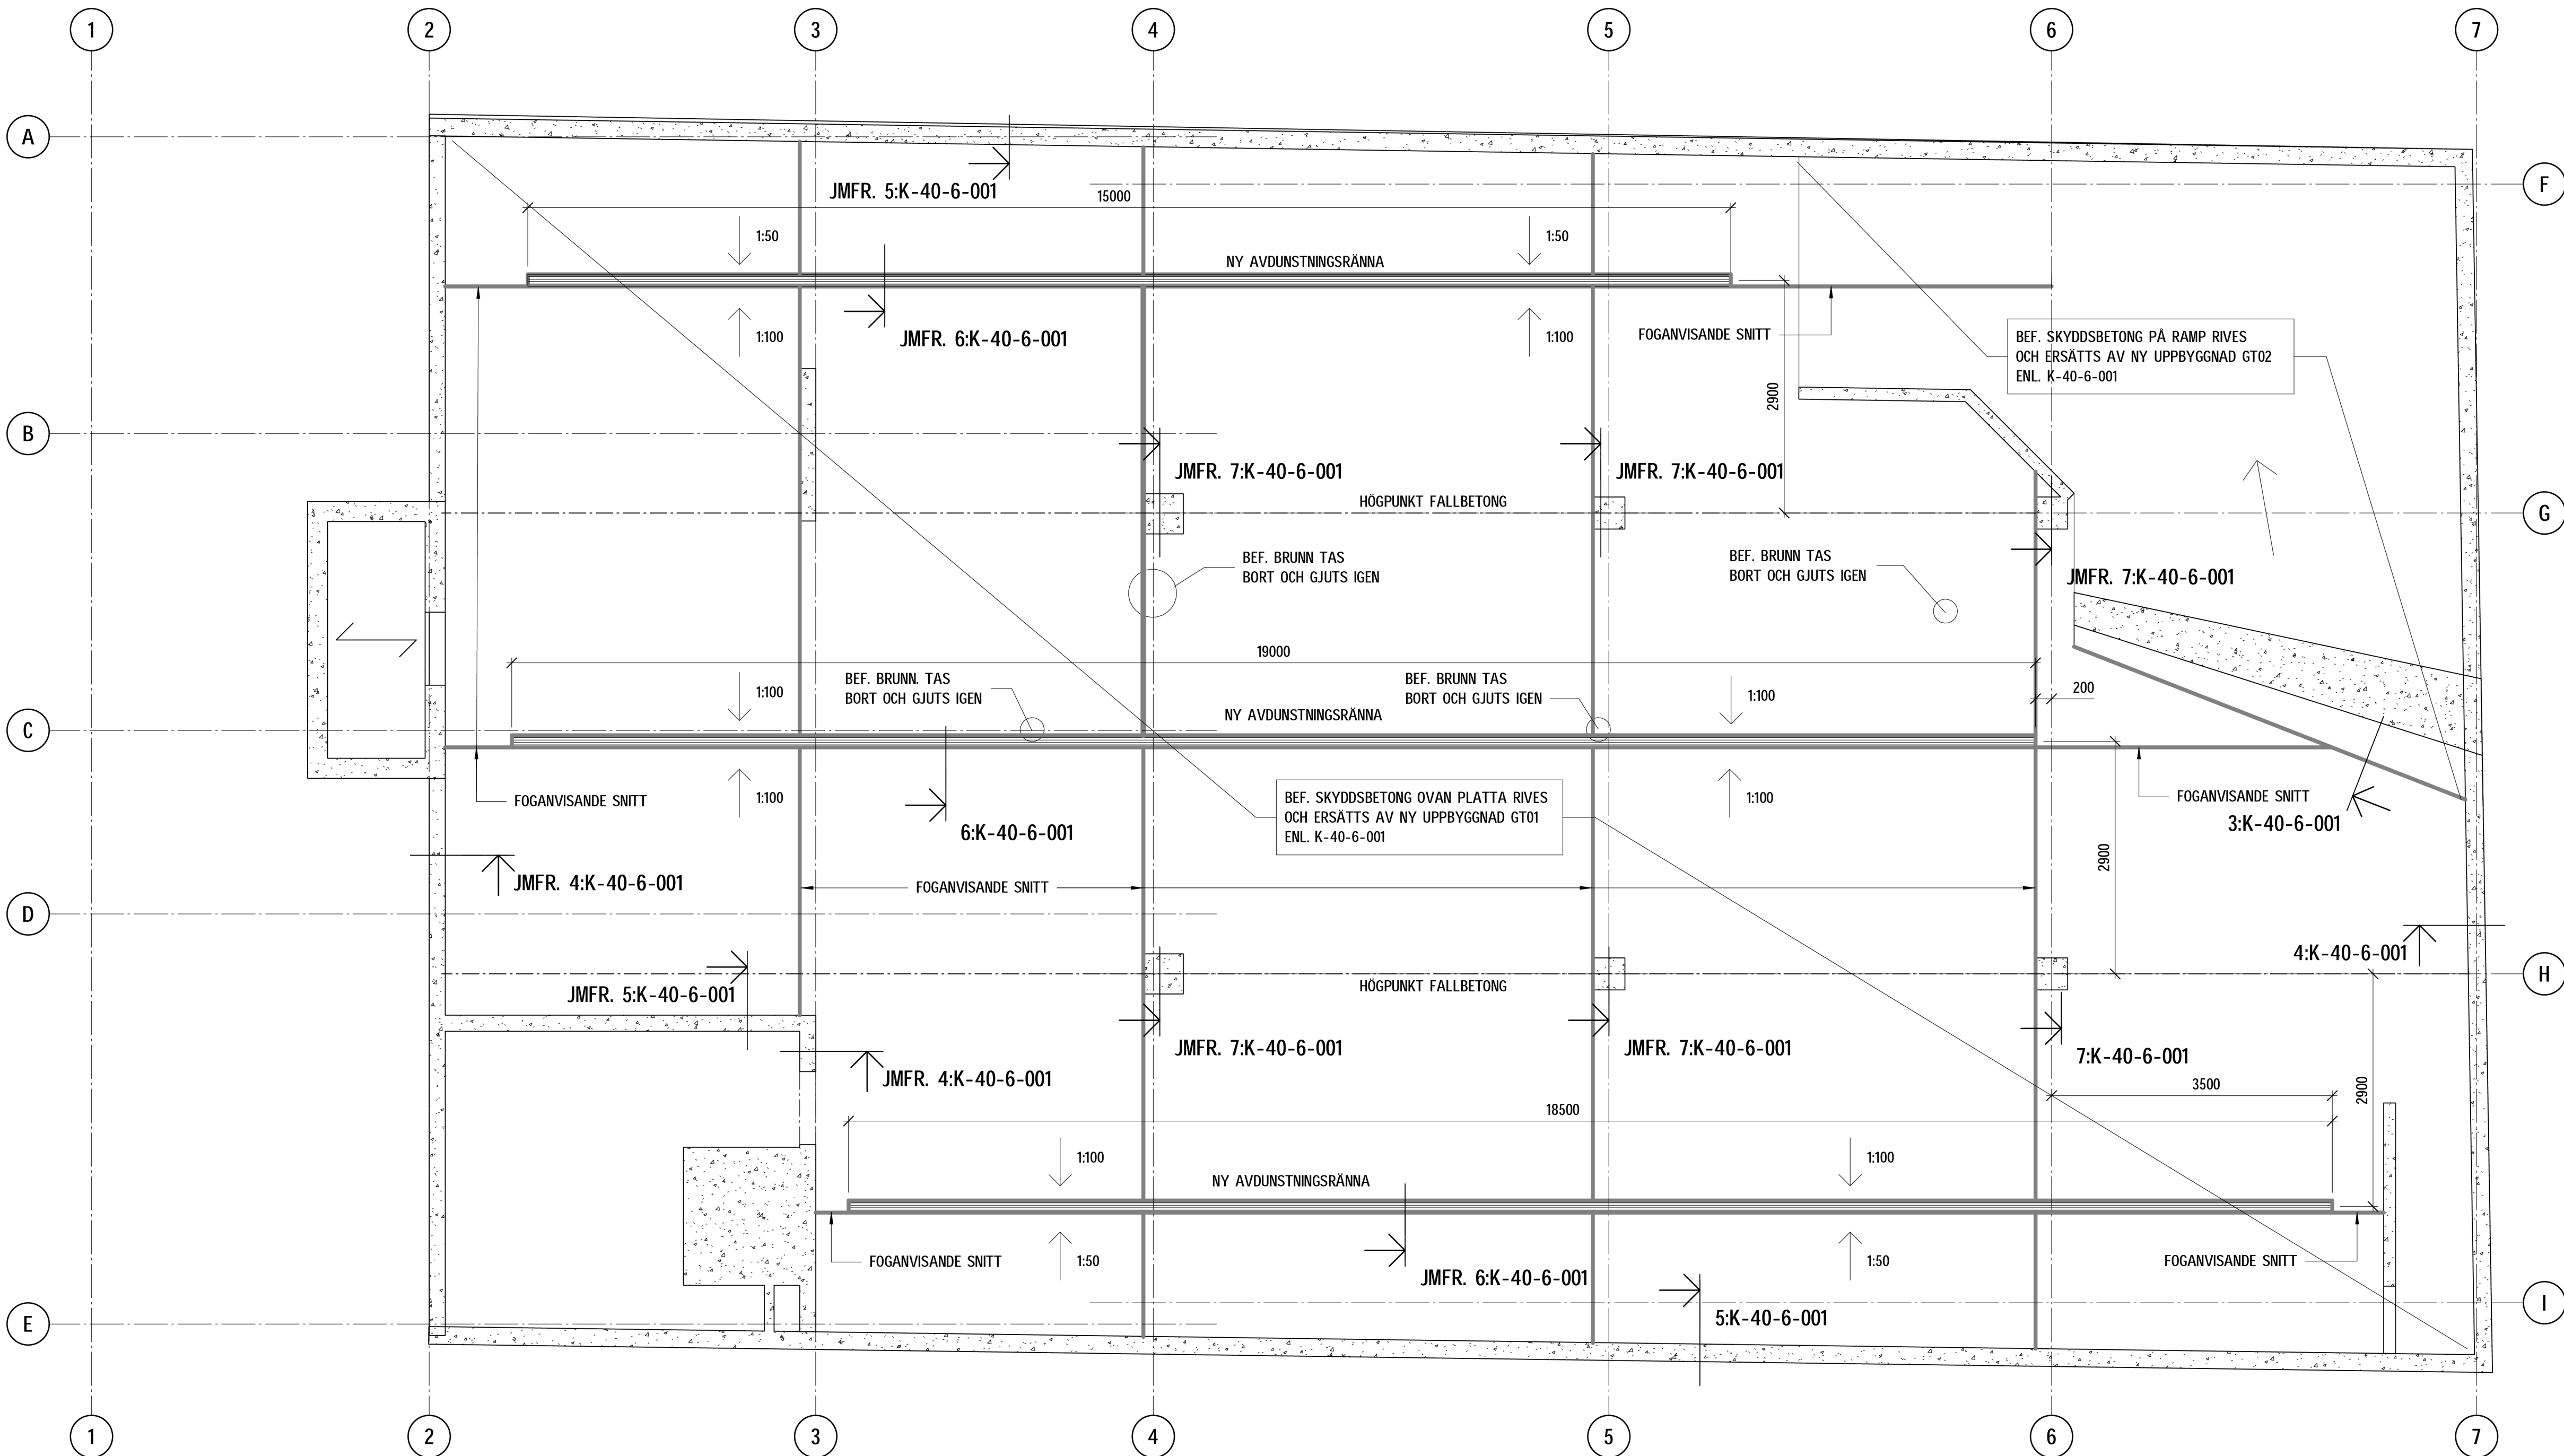 1
2
3
4
5
6
7
A
F
JMFR. 5:K-40-6-001
15000
1:50
1:50
NY AVDUNSTNINGSRÄNNA
1:100
JMFR. 6:K-40-6-001
1:100
FOGANVISANDE SNITT
BEF. SKYDDSBETONG PÅ RAMP RIVES
OCH ERSÄTTS AV NY UPPBYGGNAD GT02
ENL. K-40-6-001
2900
B
JMFR. 7:K-40-6-001
JMFR. 7:K-40-6-001
HÖGPUNKT FALLBETONG
G
BEF. BRUNN TAS
BORT OCH GJUTS IGEN
BEF. BRUNN TAS
BORT OCH GJUTS IGEN
JMFR. 7:K-40-6-001
19000
BEF. BRUNN. TAS
BORT OCH GJUTS IGEN
BEF. BRUNN TAS
BORT OCH GJUTS IGEN
1:100
1:100
200
NY AVDUNSTNINGSRÄNNA
C
FOGANVISANDE SNITT
1:100
6:K-40-6-001
BEF. SKYDDSBETONG OVAN PLATTA RIVES
OCH ERSÄTTS AV NY UPPBYGGNAD GT01
ENL. K-40-6-001
1:100
FOGANVISANDE SNITT
3:K-40-6-001
2900
JMFR. 4:K-40-6-001
FOGANVISANDE SNITT
D
4:K-40-6-001
JMFR. 5:K-40-6-001
HÖGPUNKT FALLBETONG
H
JMFR. 7:K-40-6-001
JMFR. 7:K-40-6-001
7:K-40-6-001
JMFR. 4:K-40-6-001
3500
2900
18500
1:100
1:100
NY AVDUNSTNINGSRÄNNA
FOGANVISANDE SNITT
1:50
JMFR. 6:K-40-6-001
1:50
FOGANVISANDE SNITT
5:K-40-6-001
I
E
1
2
3
4
5
6
7